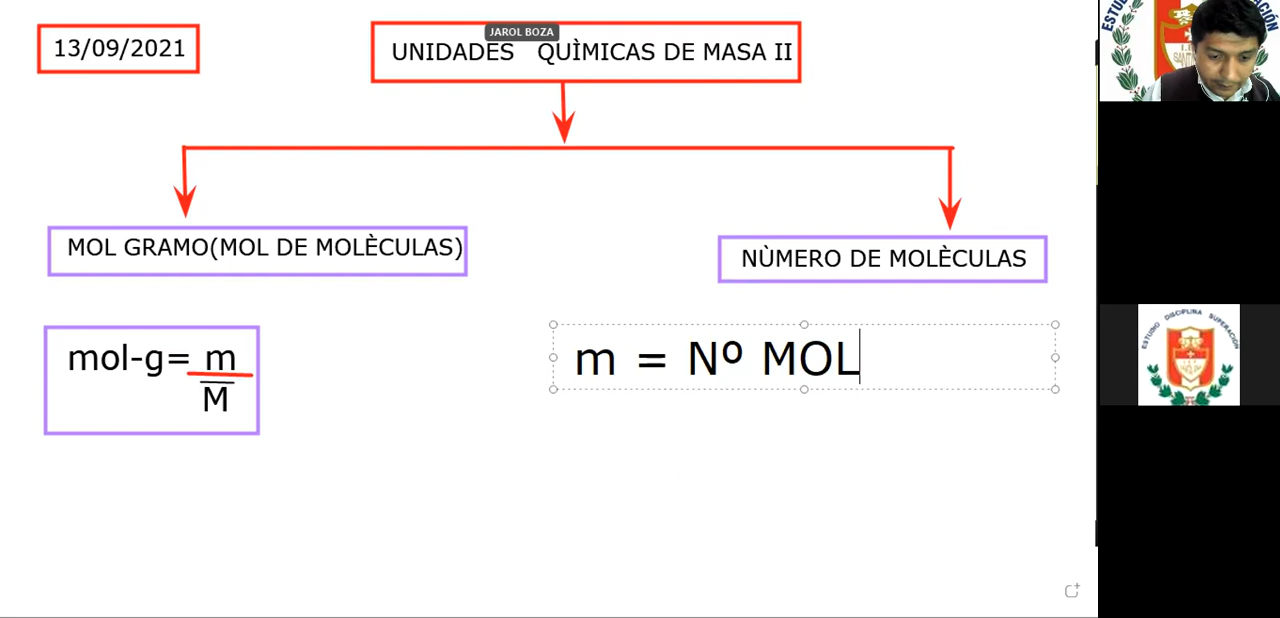 13/09/2021
JAROL BOZA
UNIDADES QUÌMICAS DE MASA II
MOL GRAMO(MOL DE MOLÈCULAS)
NÙMERO DE MOLÈCULAS
mol-g= m
M
m = Nº MOL
ESTUDIO DISCIPLINA SUPERACIÓN